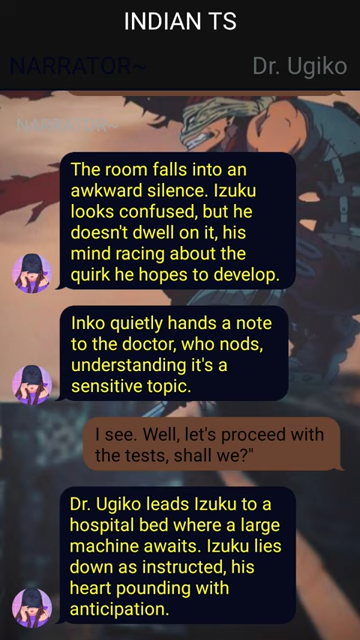 INDIAN TS
NARRATOR~
Dr. Ugiko
NARRATOR~
The room falls into an
awkward silence. Izuku
looks confused, but he
doesn't dwell on it, his
mind racing about the
quirk he hopes to develop.
Inko quietly hands a note
to the doctor, who nods,
understanding it's a
sensitive topic.
I see. Well, let's proceed with
the tests, shall we?"
Dr. Ugiko leads Izuku to a
hospital bed where a large
machine awaits. Izuku lies
down as instructed, his
heart pounding with
anticipation.